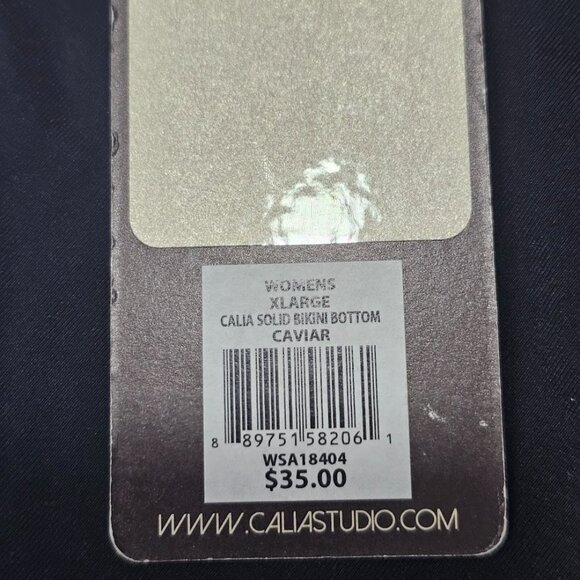 WOMENS
XLARGE
CALIA SOLID BIKINI BOTTOM
CAVIAR
8 89751 58206 1
WSA18404
$35.00
WWW.CALIASTUDIO.COM